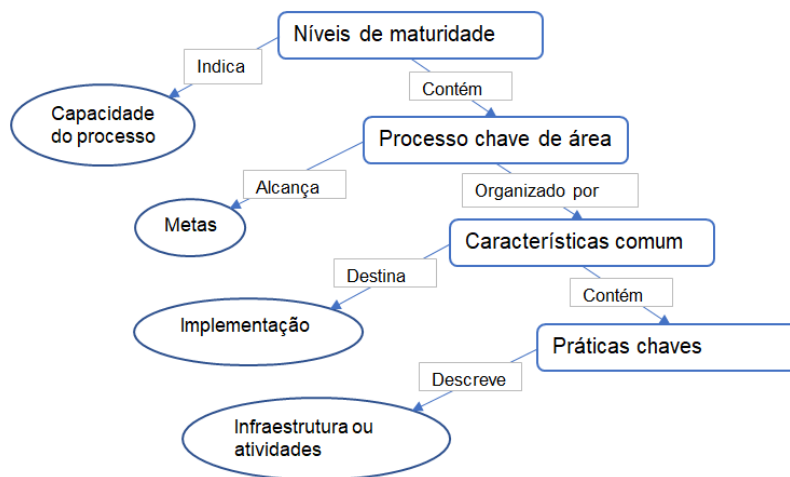 Níveis de maturidade
Indica
Contém
Capacidade
do processo
Processo chave de área
Alcança
Organizado por
Metas
Características comum
Destina
Contém
Implementação
Práticas chaves
Descreve
Infraestrutura ou
atividades